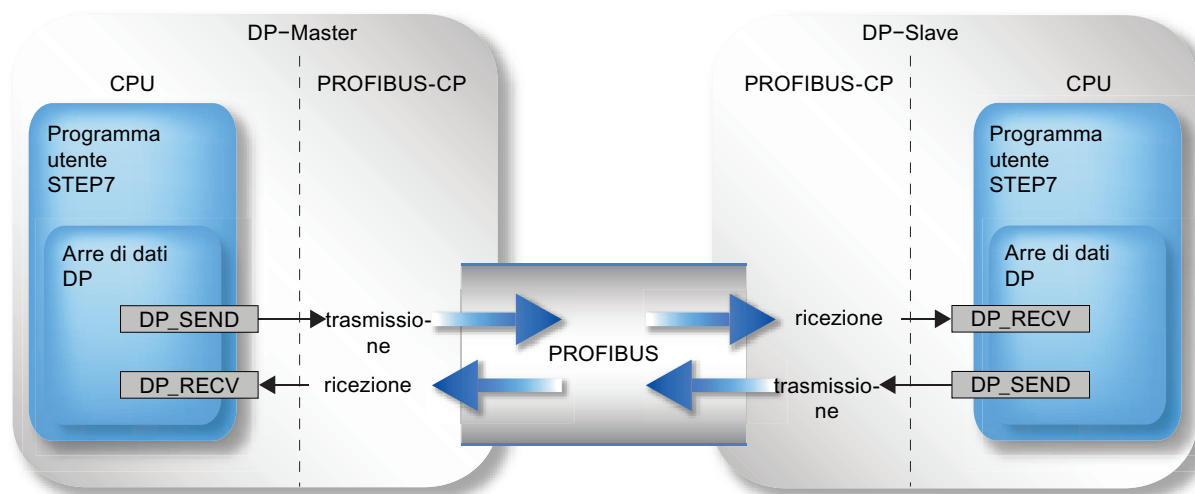 DP–Master
CPU
PROFIBUS-CP
Programma
utente
STEP7
Arre di dati
DP
DP_SEND
trasmissio-
ne
DP_RECV
ricezione
PROFIBUS
DP–Slave
PROFIBUS-CP
CPU
Programma
utente
STEP7
Arre di dati
DP
ricezione
DP_RECV
trasmissio-
ne
DP_SEND